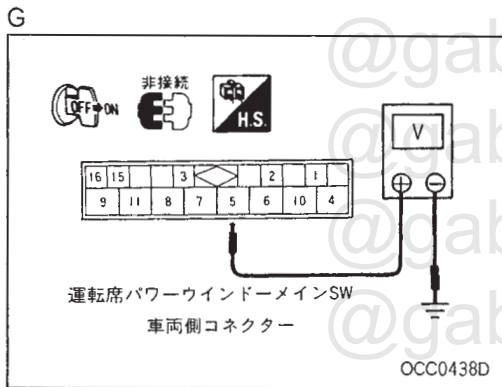 G
@gab
非接続
OFF→ON
H.S.
V
@gab
16 15 3 2 1
9 11 8 7 5 6 10 4
⊕ ⊖
@gab
運転席パワーウインドーメインSW
車両側コネクター
@gab
OCC0438D